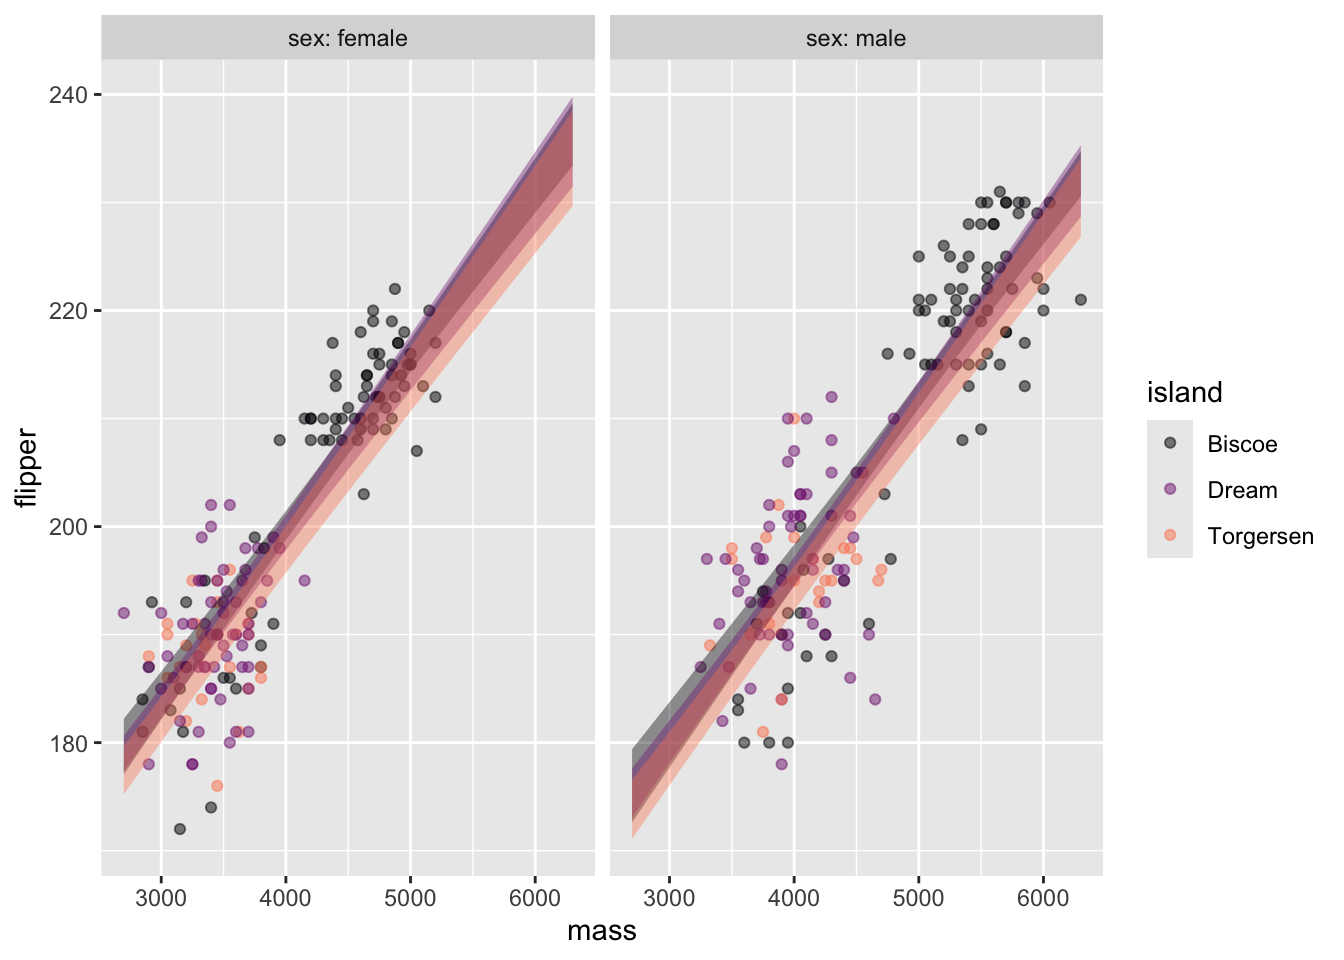 sex: female
sex: male
240
220
200
180
flipper
3000
4000
5000
6000
3000
4000
5000
6000
mass
island
Biscoe
Dream
Torgersen